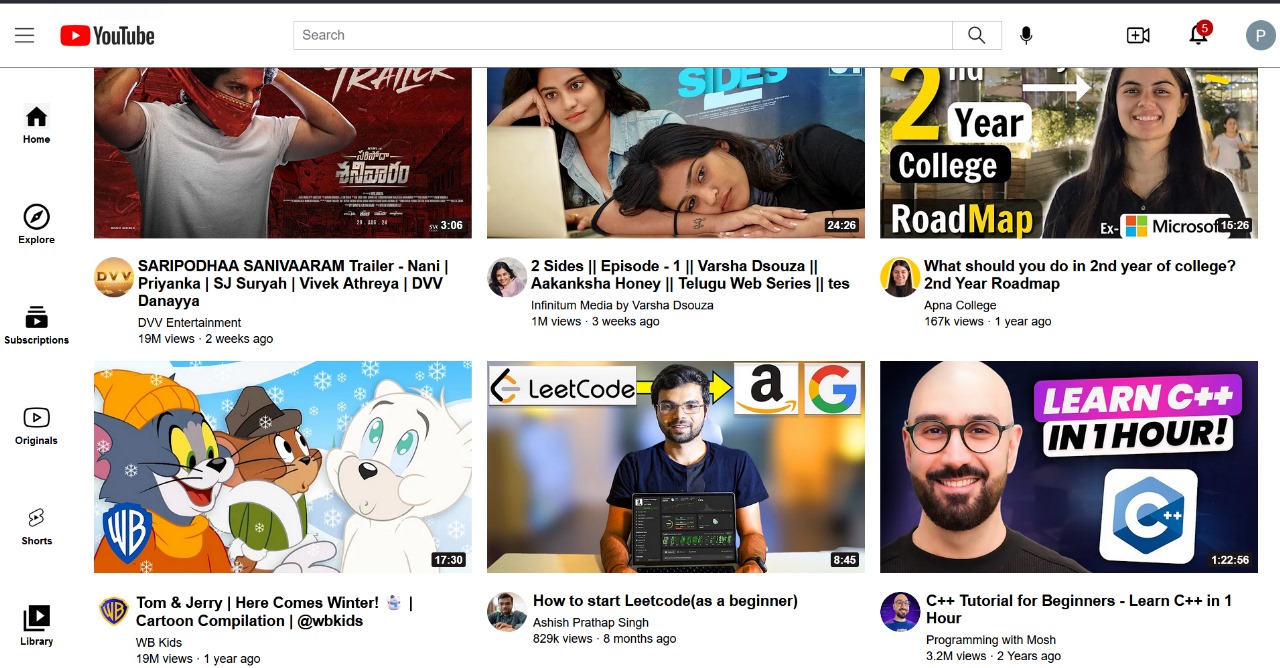 YouTube
Search
5
P
Home
Explore
Subscriptions
Originals
Shorts
Library
TRAILER
సరిపోదా
శనివారం
29 AUG 24
3:06
SARIPODHAA SANIVAARAM Trailer - Nani |
Priyanka | SJ Suryah | Vivek Athreya | DVV
Danayya
DVV
DVV Entertainment
19M views · 2 weeks ago
SIDES
24:26
2 Sides || Episode - 1 || Varsha Dsouza ||
Aakanksha Honey || Telugu Web Series || tes
Infinitum Media by Varsha Dsouza
1M views · 3 weeks ago
2nd
Year
College
RoadMap
Ex- Microsoft
15:26
What should you do in 2nd year of college?
2nd Year Roadmap
Apna College
167k views · 1 year ago
WB
17:30
Tom & Jerry | Here Comes Winter! ⛄ |
Cartoon Compilation | @wbkids
WB Kids
19M views · 1 year ago
LeetCode
a
G
8:45
How to start Leetcode(as a beginner)
Ashish Prathap Singh
829k views · 8 months ago
LEARN C++
IN 1 HOUR!
C++
1:22:56
C++ Tutorial for Beginners - Learn C++ in 1
Hour
Programming with Mosh
3.2M views · 2 Years ago